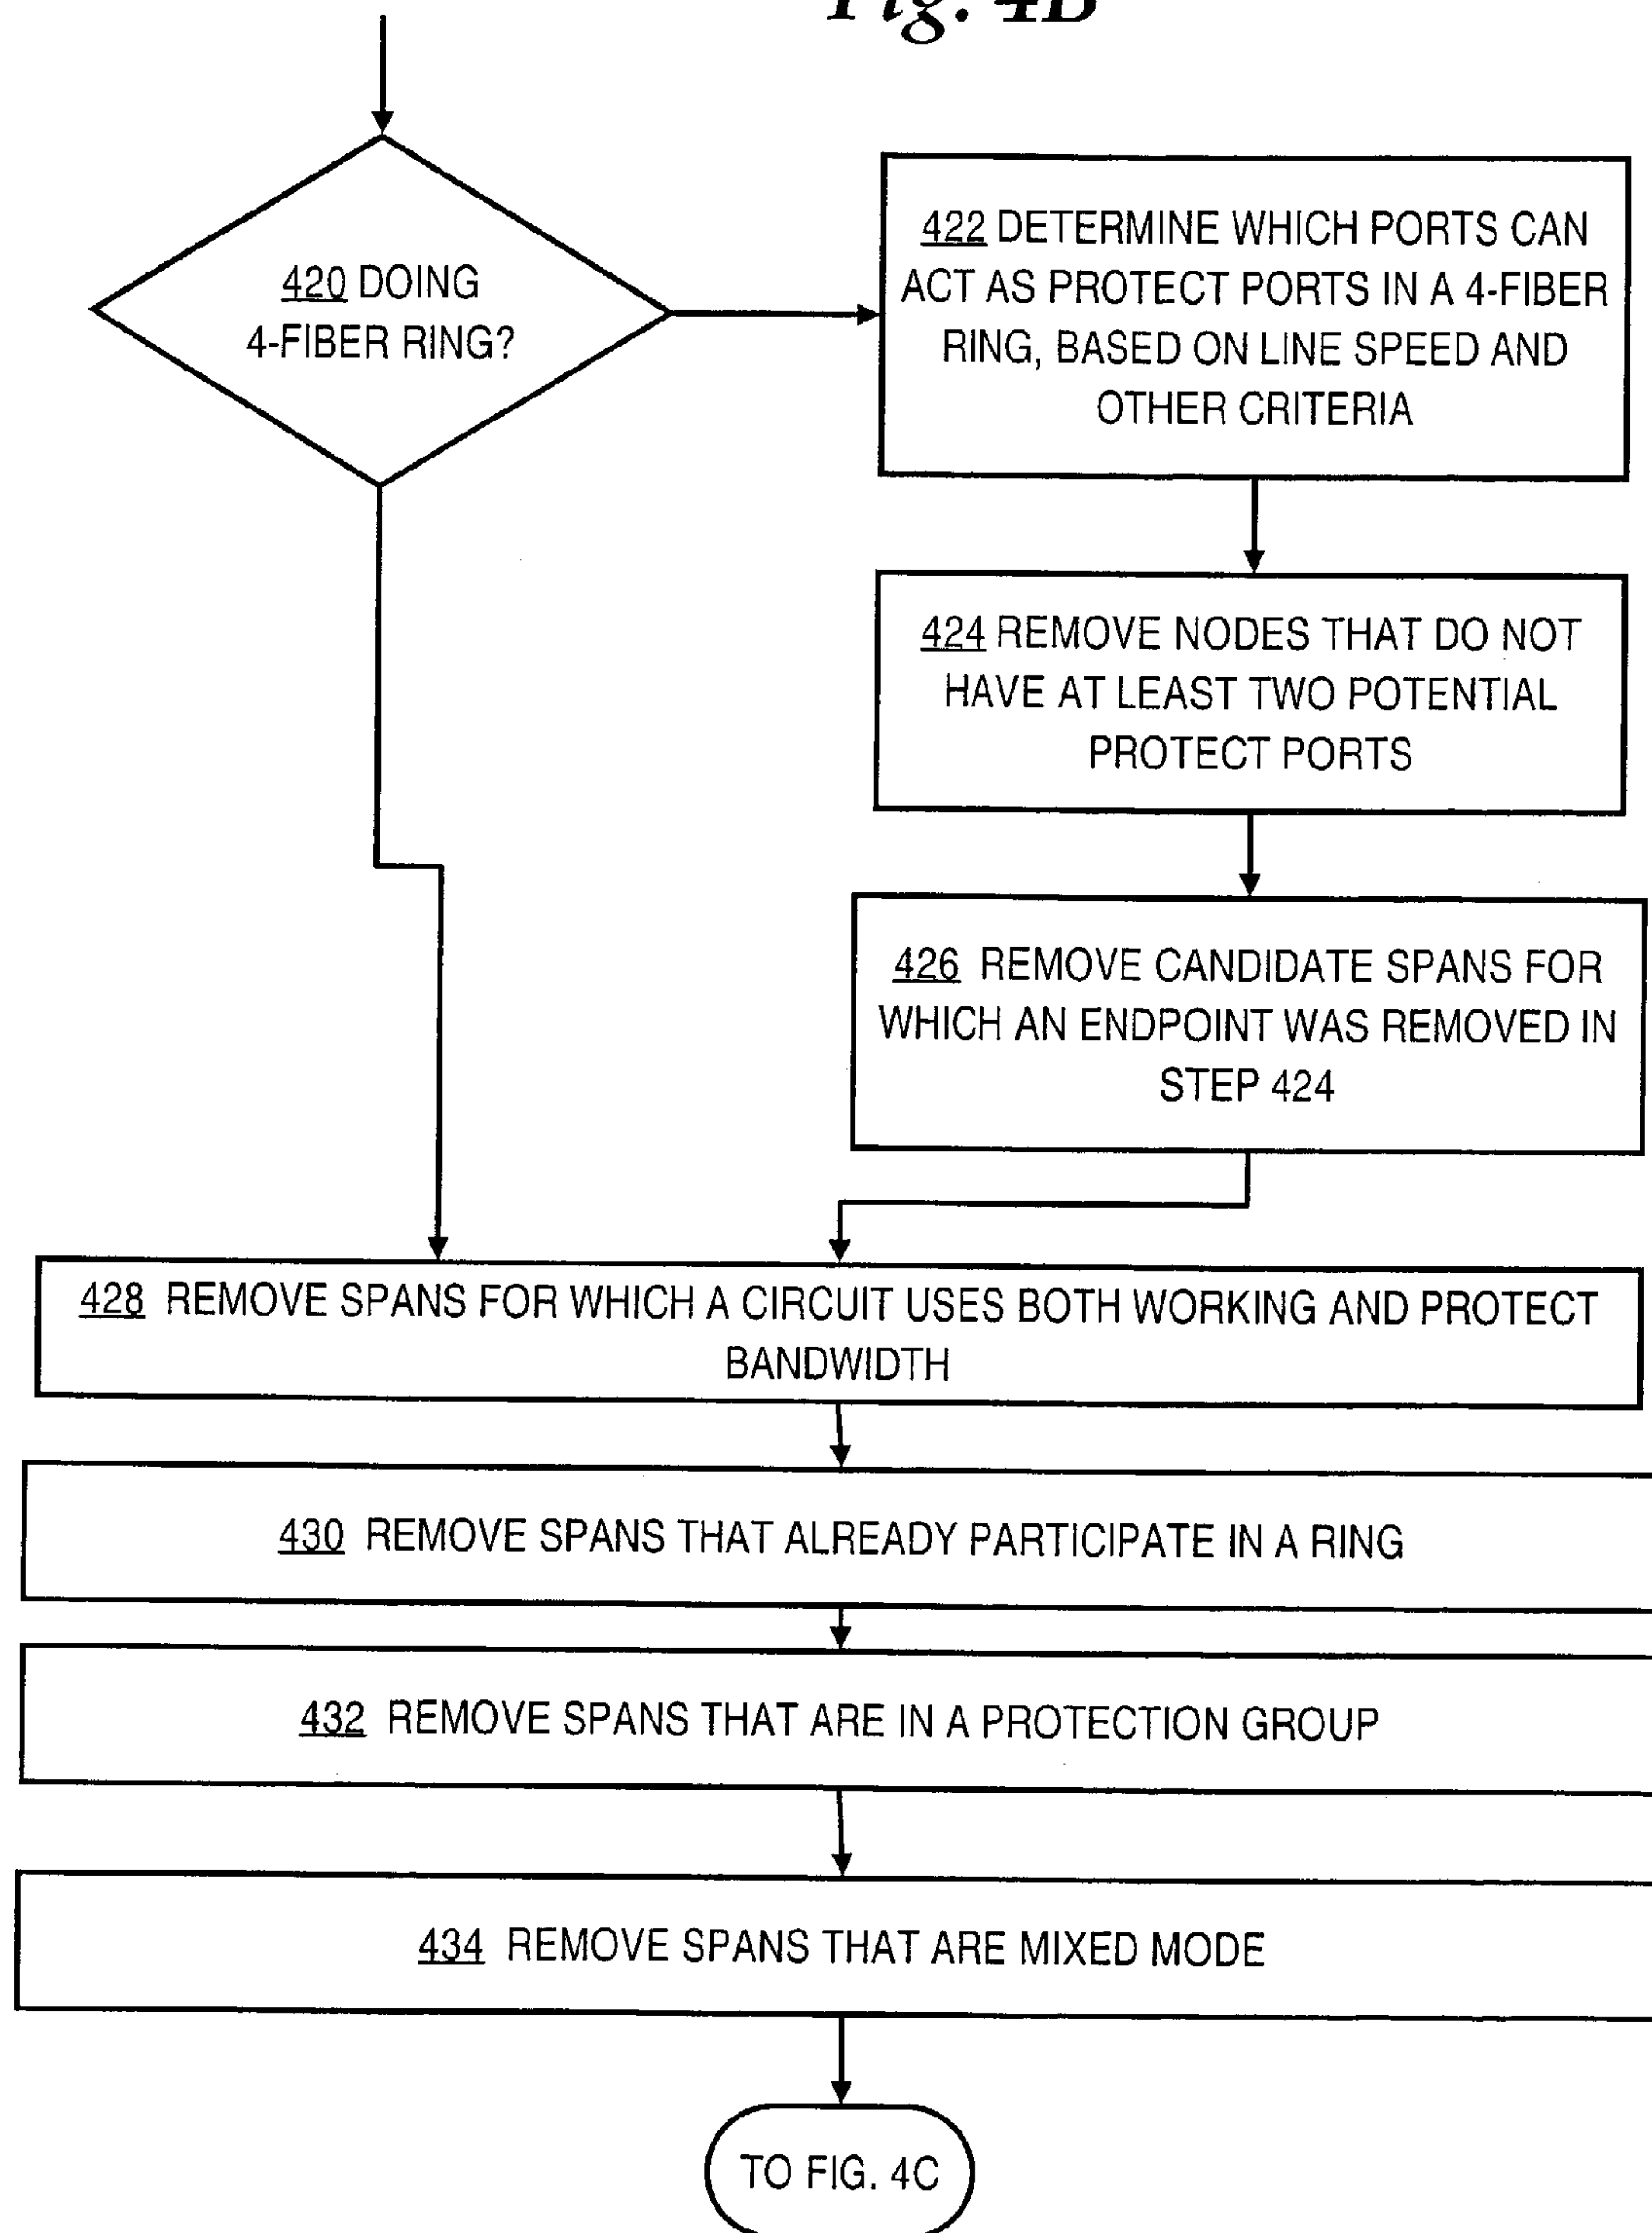 Fig. 4B
420 DOING
4-FIBER RING?
422 DETERMINE WHICH PORTS CAN
ACT AS PROTECT PORTS IN A 4-FIBER
RING, BASED ON LINE SPEED AND
OTHER CRITERIA
424 REMOVE NODES THAT DO NOT
HAVE AT LEAST TWO POTENTIAL
PROTECT PORTS
426 REMOVE CANDIDATE SPANS FOR
WHICH AN ENDPOINT WAS REMOVED IN
STEP 424
428 REMOVE SPANS FOR WHICH A CIRCUIT USES BOTH WORKING AND PROTECT
BANDWIDTH
430 REMOVE SPANS THAT ALREADY PARTICIPATE IN A RING
432 REMOVE SPANS THAT ARE IN A PROTECTION GROUP
434 REMOVE SPANS THAT ARE MIXED MODE
TO FIG. 4C